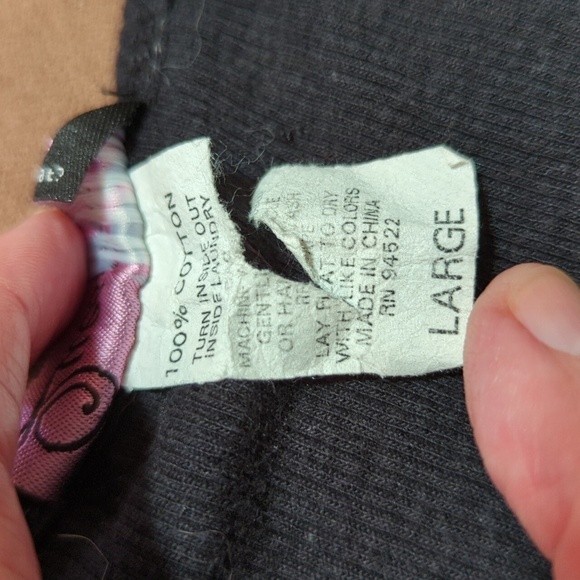 100% COTTON
TURN INSIDE OUT
INSIDE LAUNDRY
MACHINE
GENTL
OR HA
LAY FLAT TO DRY
WITH LIKE COLORS
MADE IN CHINA
RN 94522
LARGE